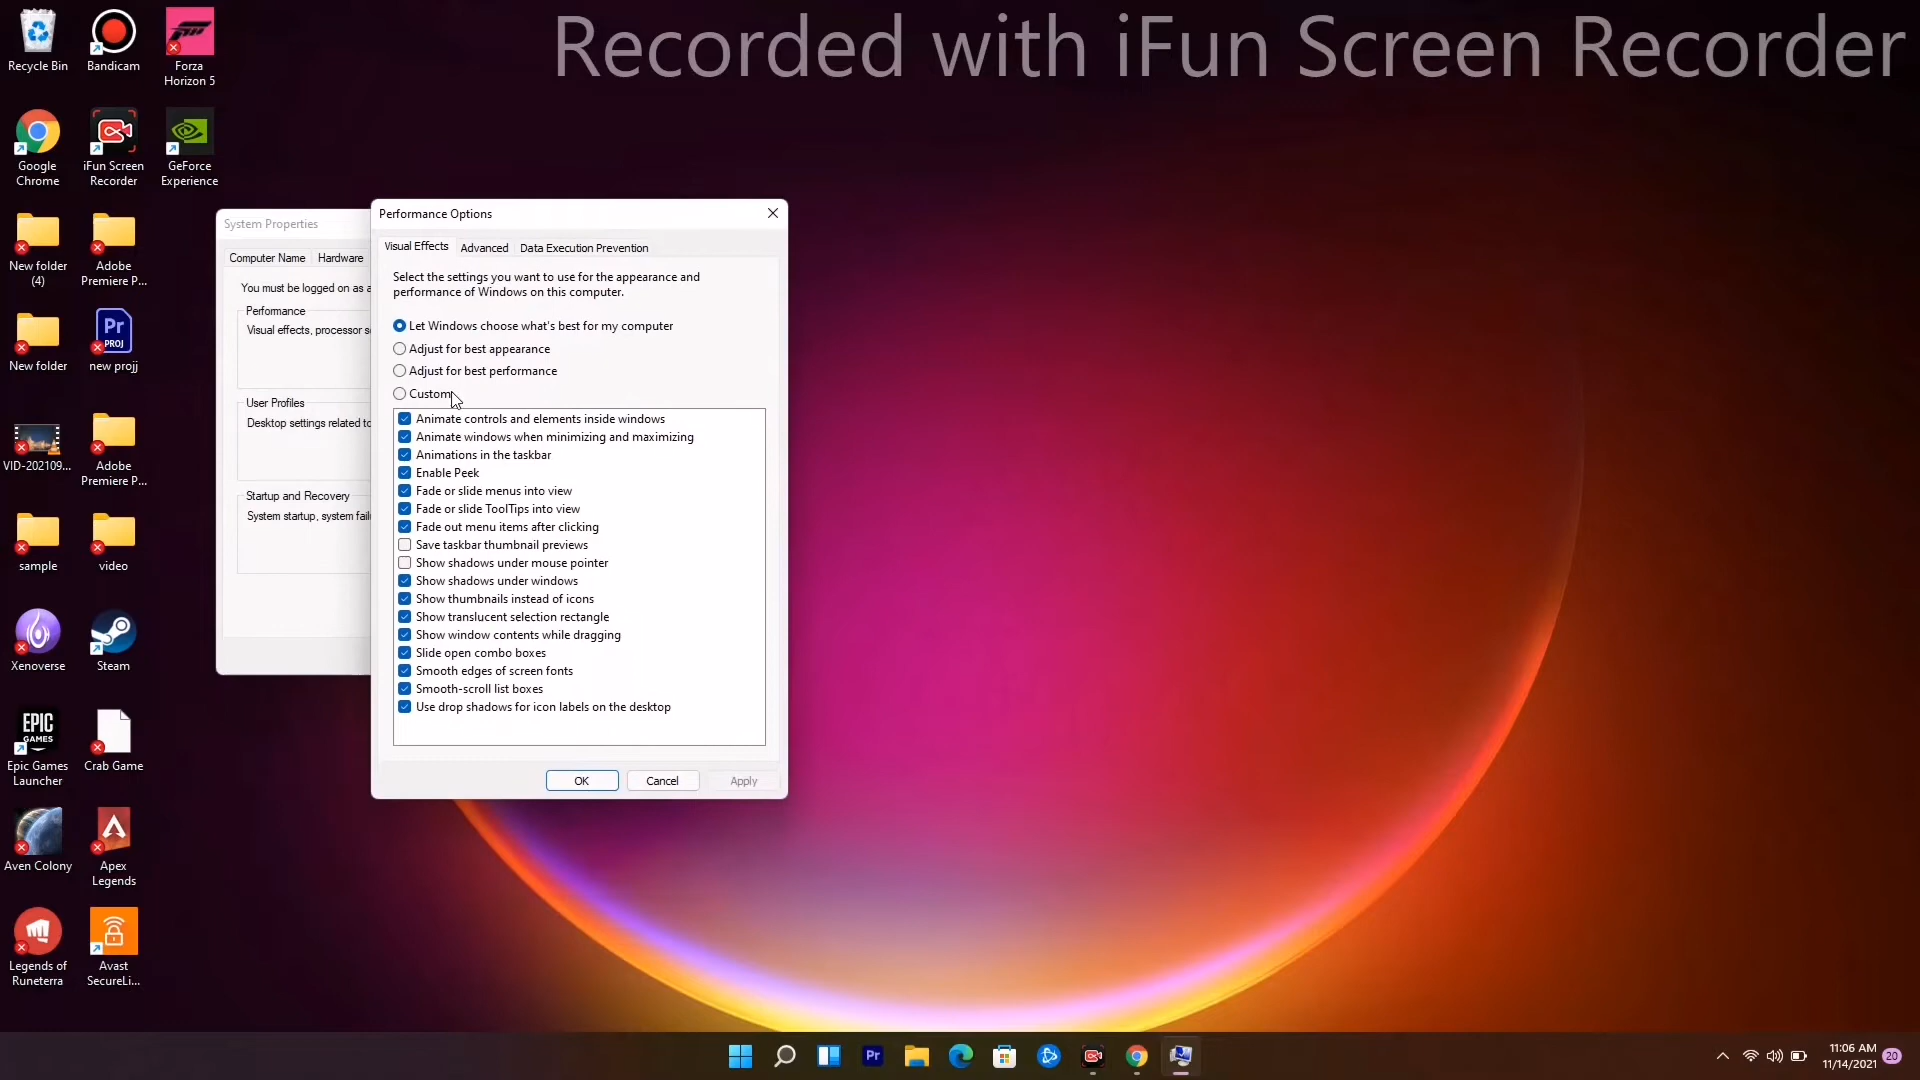 Recorded with iFun Screen Recorder
Recycle Bin
Bandicam
Forza
Horizon 5
Google
Chrome
iFun Screen
Recorder
GeForce
Experience
New folder
(4)
Adobe
Premiere P...
New folder
PROJ
Pr
new projj
VID-202109...
Adobe
Premiere P...
sample
video
Xenoverse
Steam
EPIC
GAMES
Epic Games
Launcher
Crab Game
Aven Colony
Apex
Legends
Legends of
Runeterra
Avast
SecureLi...
System Properties
Computer Name
Hardware
You must be logged on as a
Performance
Visual effects, processor s
User Profiles
Desktop settings related to
Startup and Recovery
System startup, system fail
Performance Options
Visual Effects
Advanced
Data Execution Prevention
Select the settings you want to use for the appearance and
performance of Windows on this computer.
Let Windows choose what's best for my computer
Adjust for best appearance
Adjust for best performance
Custom
Animate controls and elements inside windows
Animate windows when minimizing and maximizing
Animations in the taskbar
Enable Peek
Fade or slide menus into view
Fade or slide ToolTips into view
Fade out menu items after clicking
Save taskbar thumbnail previews
Show shadows under mouse pointer
Show shadows under windows
Show thumbnails instead of icons
Show translucent selection rectangle
Show window contents while dragging
Slide open combo boxes
Smooth edges of screen fonts
Smooth-scroll list boxes
Use drop shadows for icon labels on the desktop
OK
Cancel
Apply
Pr
11:06 AM
11/14/2021
20